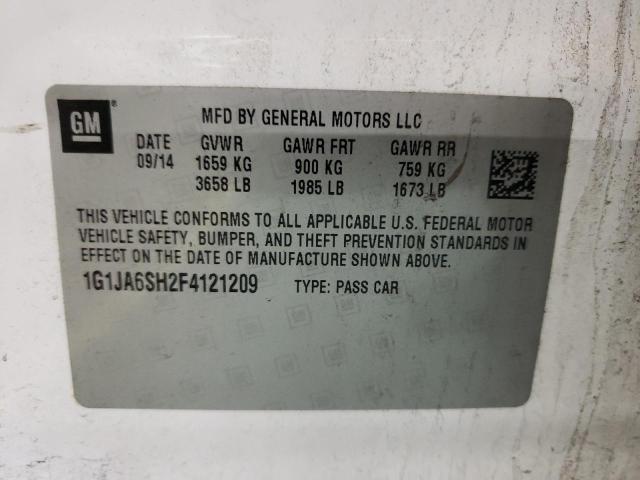 GM ® MFD BY GENERAL MOTORS LLC
DATE GVWR GAWR FRT GAWR RR
09/14 1659 KG 900 KG 759 KG
3658 LB 1985 LB 1673 LB
THIS VEHICLE CONFORMS TO ALL APPLICABLE U.S. FEDERAL MOTOR
VEHICLE SAFETY, BUMPER, AND THEFT PREVENTION STANDARDS IN
EFFECT ON THE DATE OF MANUFACTURE SHOWN ABOVE.
1G1JA6SH2F4121209 TYPE: PASS CAR